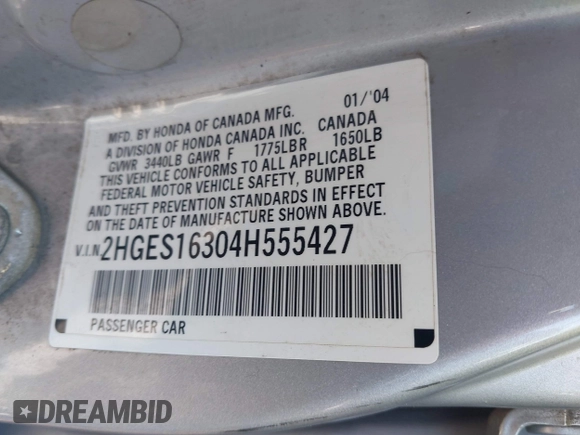 MFD. BY HONDA OF CANADA MFG. 01/'04
A DIVISION OF HONDA CANADA INC. CANADA
GVWR 3440LB GAWR F 1775LBR 1650LB
THIS VEHICLE CONFORMS TO ALL APPLICABLE
FEDERAL MOTOR VEHICLE SAFETY, BUMPER
AND THEFT PREVENTION STANDARDS IN EFFECT
ON THE DATE OF MANUFACTURE SHOWN ABOVE.
V.I.N. 2HGES16304H555427
PASSENGER CAR
DREAMBID